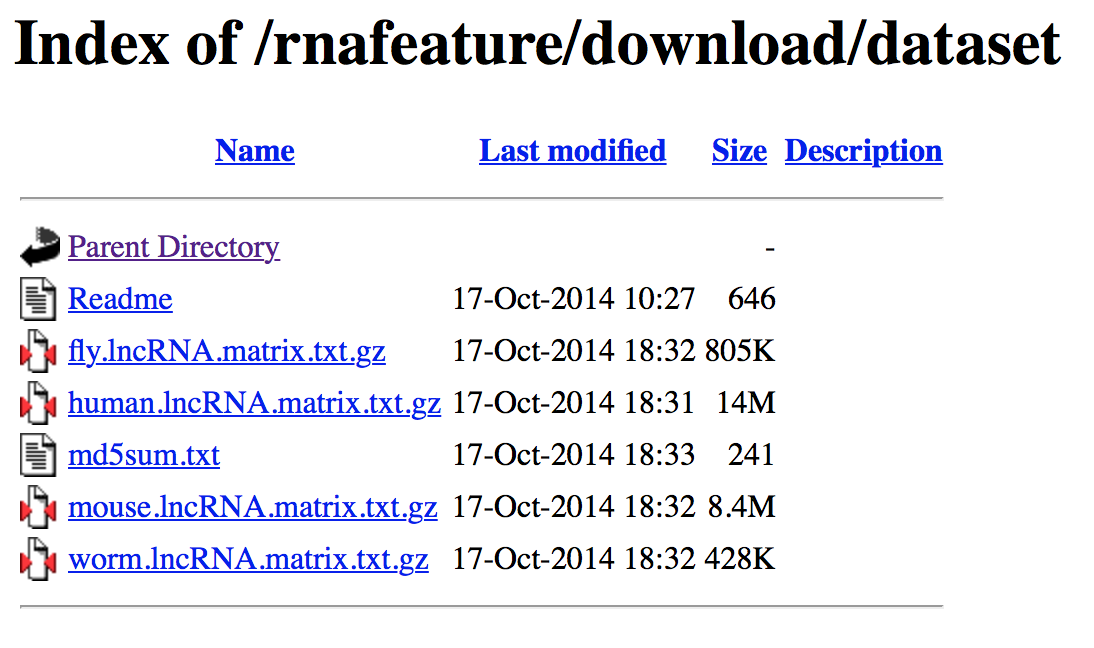 Index of /rnafeature/download/dataset
Name Last modified Size Description
Parent Directory -
Readme 17-Oct-2014 10:27 646
fly.lncRNA.matrix.txt.gz 17-Oct-2014 18:32 805K
human.lncRNA.matrix.txt.gz 17-Oct-2014 18:31 14M
md5sum.txt 17-Oct-2014 18:33 241
mouse.lncRNA.matrix.txt.gz 17-Oct-2014 18:32 8.4M
worm.lncRNA.matrix.txt.gz 17-Oct-2014 18:32 428K